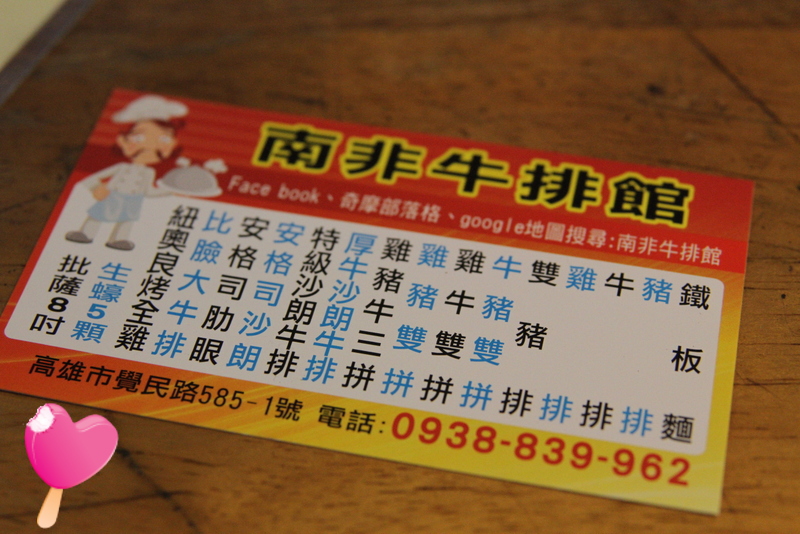 南非牛排館
Face book、奇摩部落格、google地圖搜尋:南非牛排館
鐵板麵
豬排
牛排
雞排
雙豬排
牛豬雙拼
雞牛雙拼
雞豬雙拼
雞豬牛三拼
厚牛沙朗牛排
特級沙朗牛排
安格司沙朗
安格司肋眼
比臉大牛排
紐奧良烤全雞
生蠔5顆
批薩8吋
高雄市覺民路585-1號 電話:0938-839-962